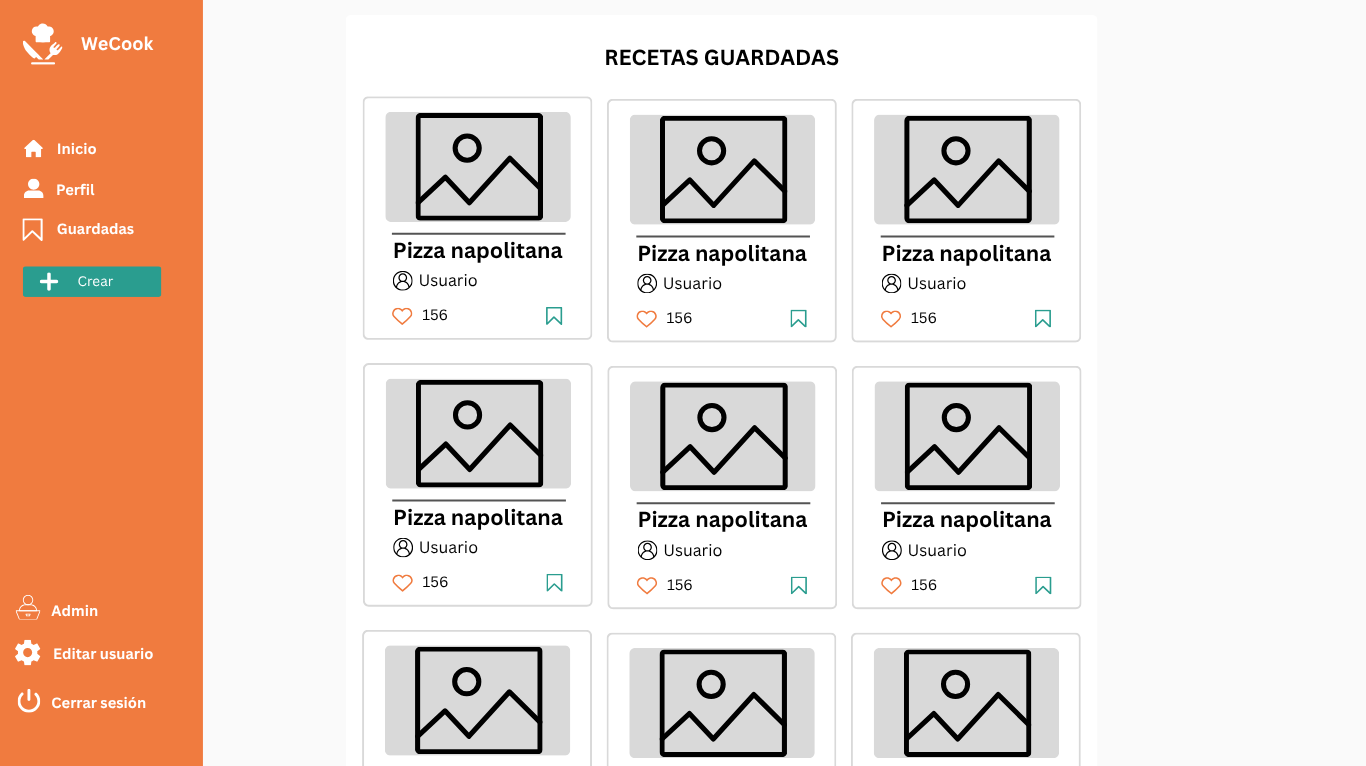 WeCook
Inicio
Perfil
Guardadas
Crear
Admin
Editar usuario
Cerrar sesión
RECETAS GUARDADAS
Pizza napolitana
Usuario
156
Pizza napolitana
Usuario
156
Pizza napolitana
Usuario
156
Pizza napolitana
Usuario
156
Pizza napolitana
Usuario
156
Pizza napolitana
Usuario
156